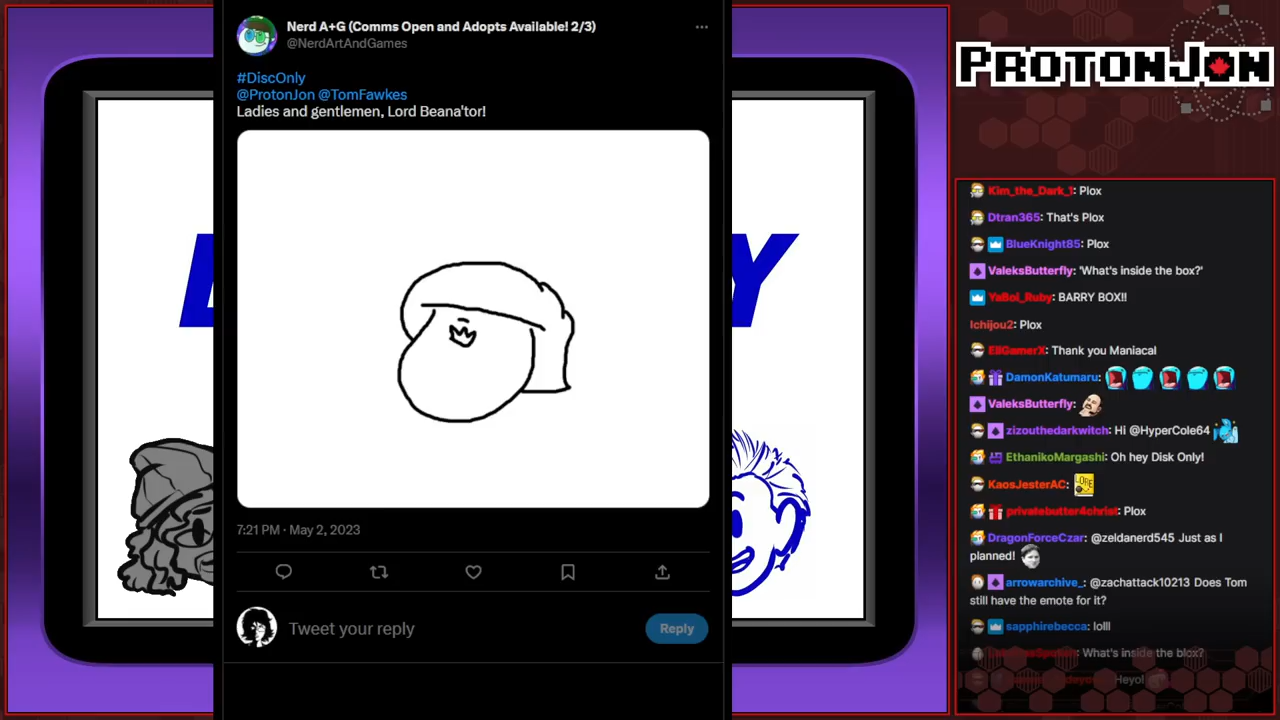 Nerd A+G (Comms Open and Adopts Available! 2/3)
@NerdArtAndGames
#DiscOnly
@ProtonJon @TomFawkes
Ladies and gentlemen, Lord Beana'tor!
7:21 PM · May 2, 2023
Tweet your reply
Reply
Y
PROTONJON
Kim_the_Dark_1: Plox
Dtran365: That's Plox
BlueKnight85: Plox
ValeksButterfly: 'What's inside the box?'
YaBoi_Ruby: BARRY BOX!!
Ichijou2: Plox
EliGamerX: Thank you Maniacal
DamonKatumaru:
ValeksButterfly:
zizouthedarkwitch: Hi @HyperCole64
EthanikoMargashi: Oh hey Disk Only!
KaosJesterAC:
LORE
privatebutter4christ: Plox
DragonForceCzar: @zeldanerd545 Just as I
planned!
arrowarchive_: @zachattack10213 Does Tom
still have the emote for it?
sapphirebecca: lolll
What's inside the blox?
Heyo!